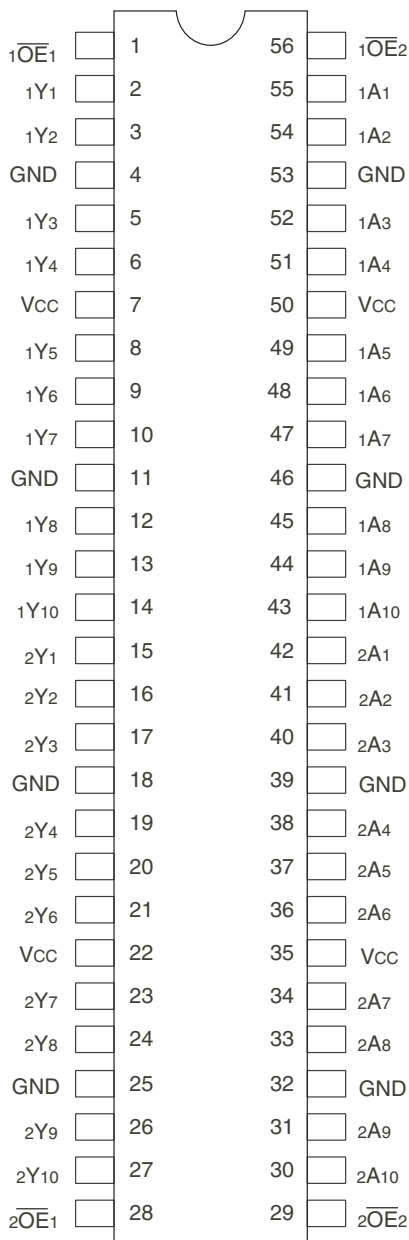 1OE1 1 56 1OE2
1Y1 2 55 1A1
1Y2 3 54 1A2
GND 4 53 GND
1Y3 5 52 1A3
1Y4 6 51 1A4
VCC 7 50 VCC
1Y5 8 49 1A5
1Y6 9 48 1A6
1Y7 10 47 1A7
GND 11 46 GND
1Y8 12 45 1A8
1Y9 13 44 1A9
1Y10 14 43 1A10
2Y1 15 42 2A1
2Y2 16 41 2A2
2Y3 17 40 2A3
GND 18 39 GND
2Y4 19 38 2A4
2Y5 20 37 2A5
2Y6 21 36 2A6
VCC 22 35 VCC
2Y7 23 34 2A7
2Y8 24 33 2A8
GND 25 32 GND
2Y9 26 31 2A9
2Y10 27 30 2A10
2OE1 28 29 2OE2